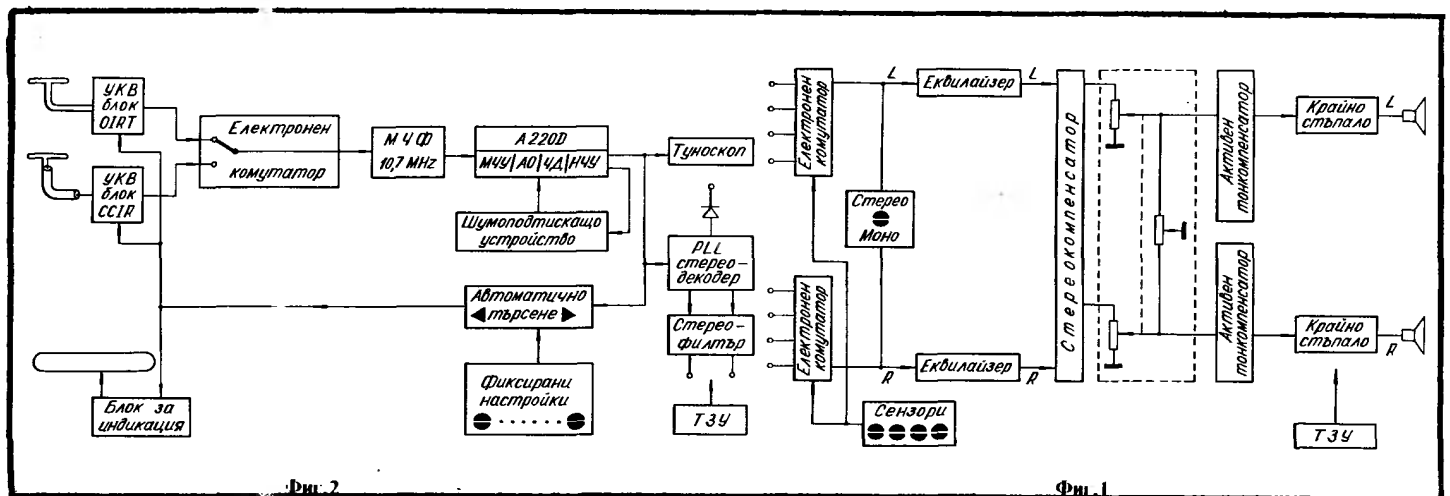 УКВ
блок
OIRT
УКВ
блок
CCIR
Електронен
комутатор
МЧФ
10,7 MHz
A220D
МЧУ|АО|ЧД|НЧУ
Шумоподтискащо
устройство
Туноскоп
PLL
стерео-
декодер
Стерео-
филтър
ТЗУ
Автоматично
търсене
Фиксирани
настройки
Блок за
индикация
Фиг.2
Електронен
комутатор
Електронен
комутатор
L
Еквилайзер
L
Стерео
Моно
R
Еквилайзер
R
Сензори
Стереокомпенсатор
Активен
тонкомпенсатор
Активен
тонкомпенсатор
Крайно
стъпало
L
Крайно
стъпало
R
ТЗУ
Фиг.1